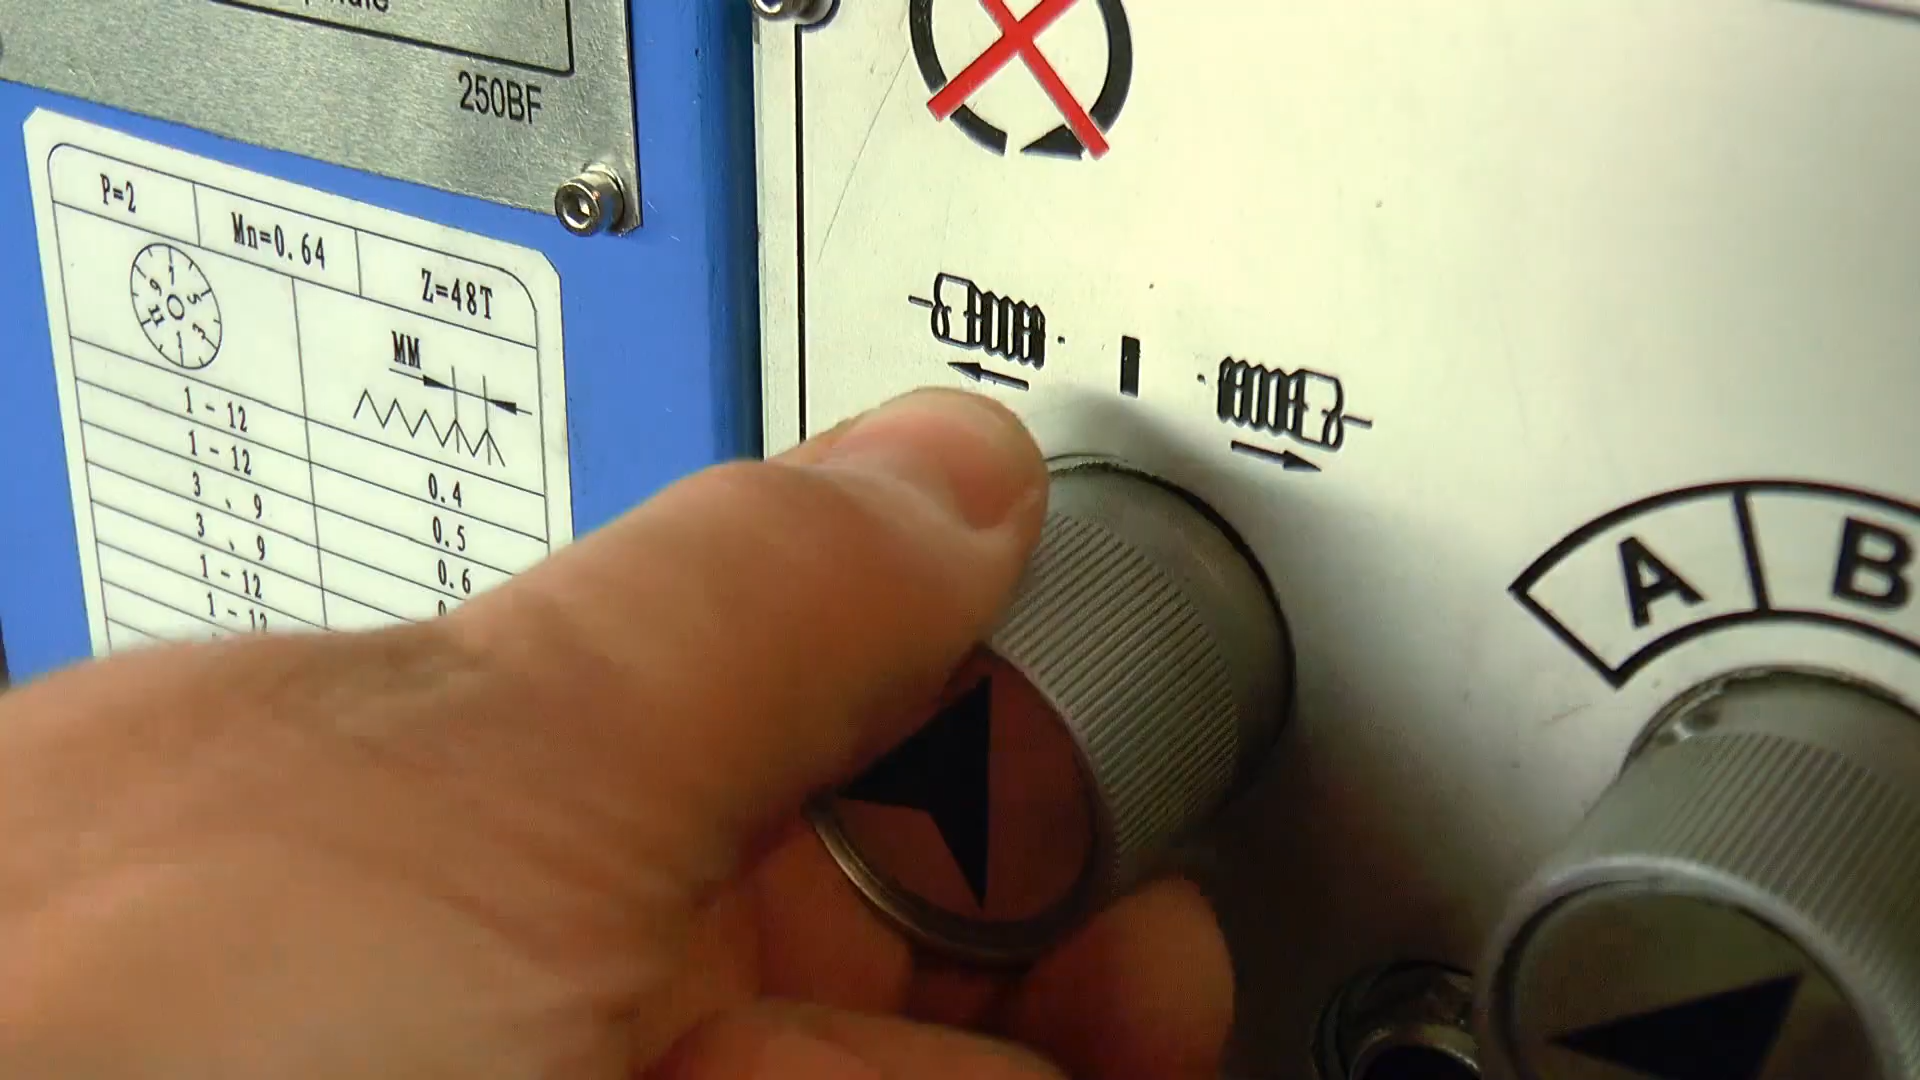 250BF
P=2 Mn=0.64 Z=48T
MM
1-12 0.4
1-12 0.5
3、9 0.6
3、9
1-12
1-12
A B